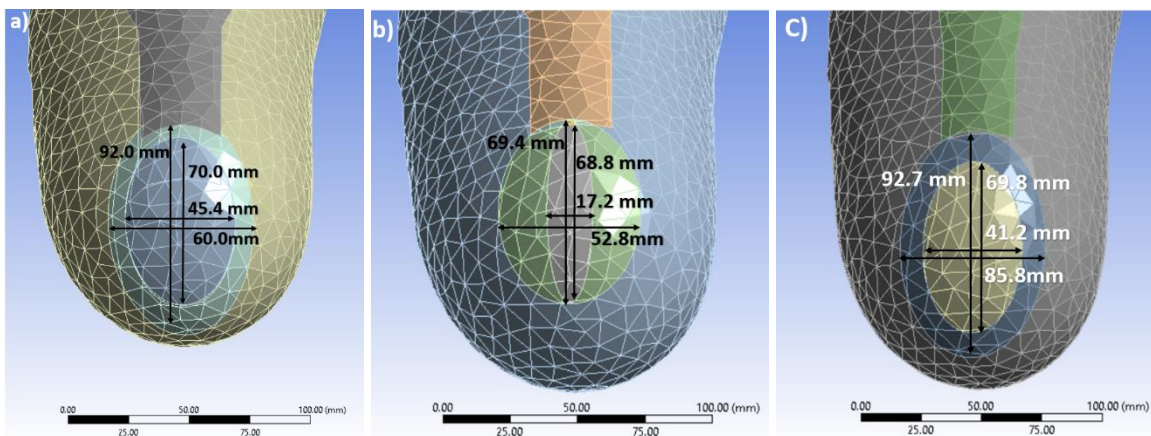 a)
92.0 mm
70.0 mm
45.4 mm
60.0mm
0.00 50.00 100.00 (mm)
25.00 75.00
b)
69.4 mm
68.8 mm
17.2 mm
52.8mm
0.00 50.00 100.00 (mm)
25.00 75.00
C)
92.7 mm
69.8 mm
41.2 mm
85.8mm
0.00 50.00 100.00 (mm)
25.00 75.00